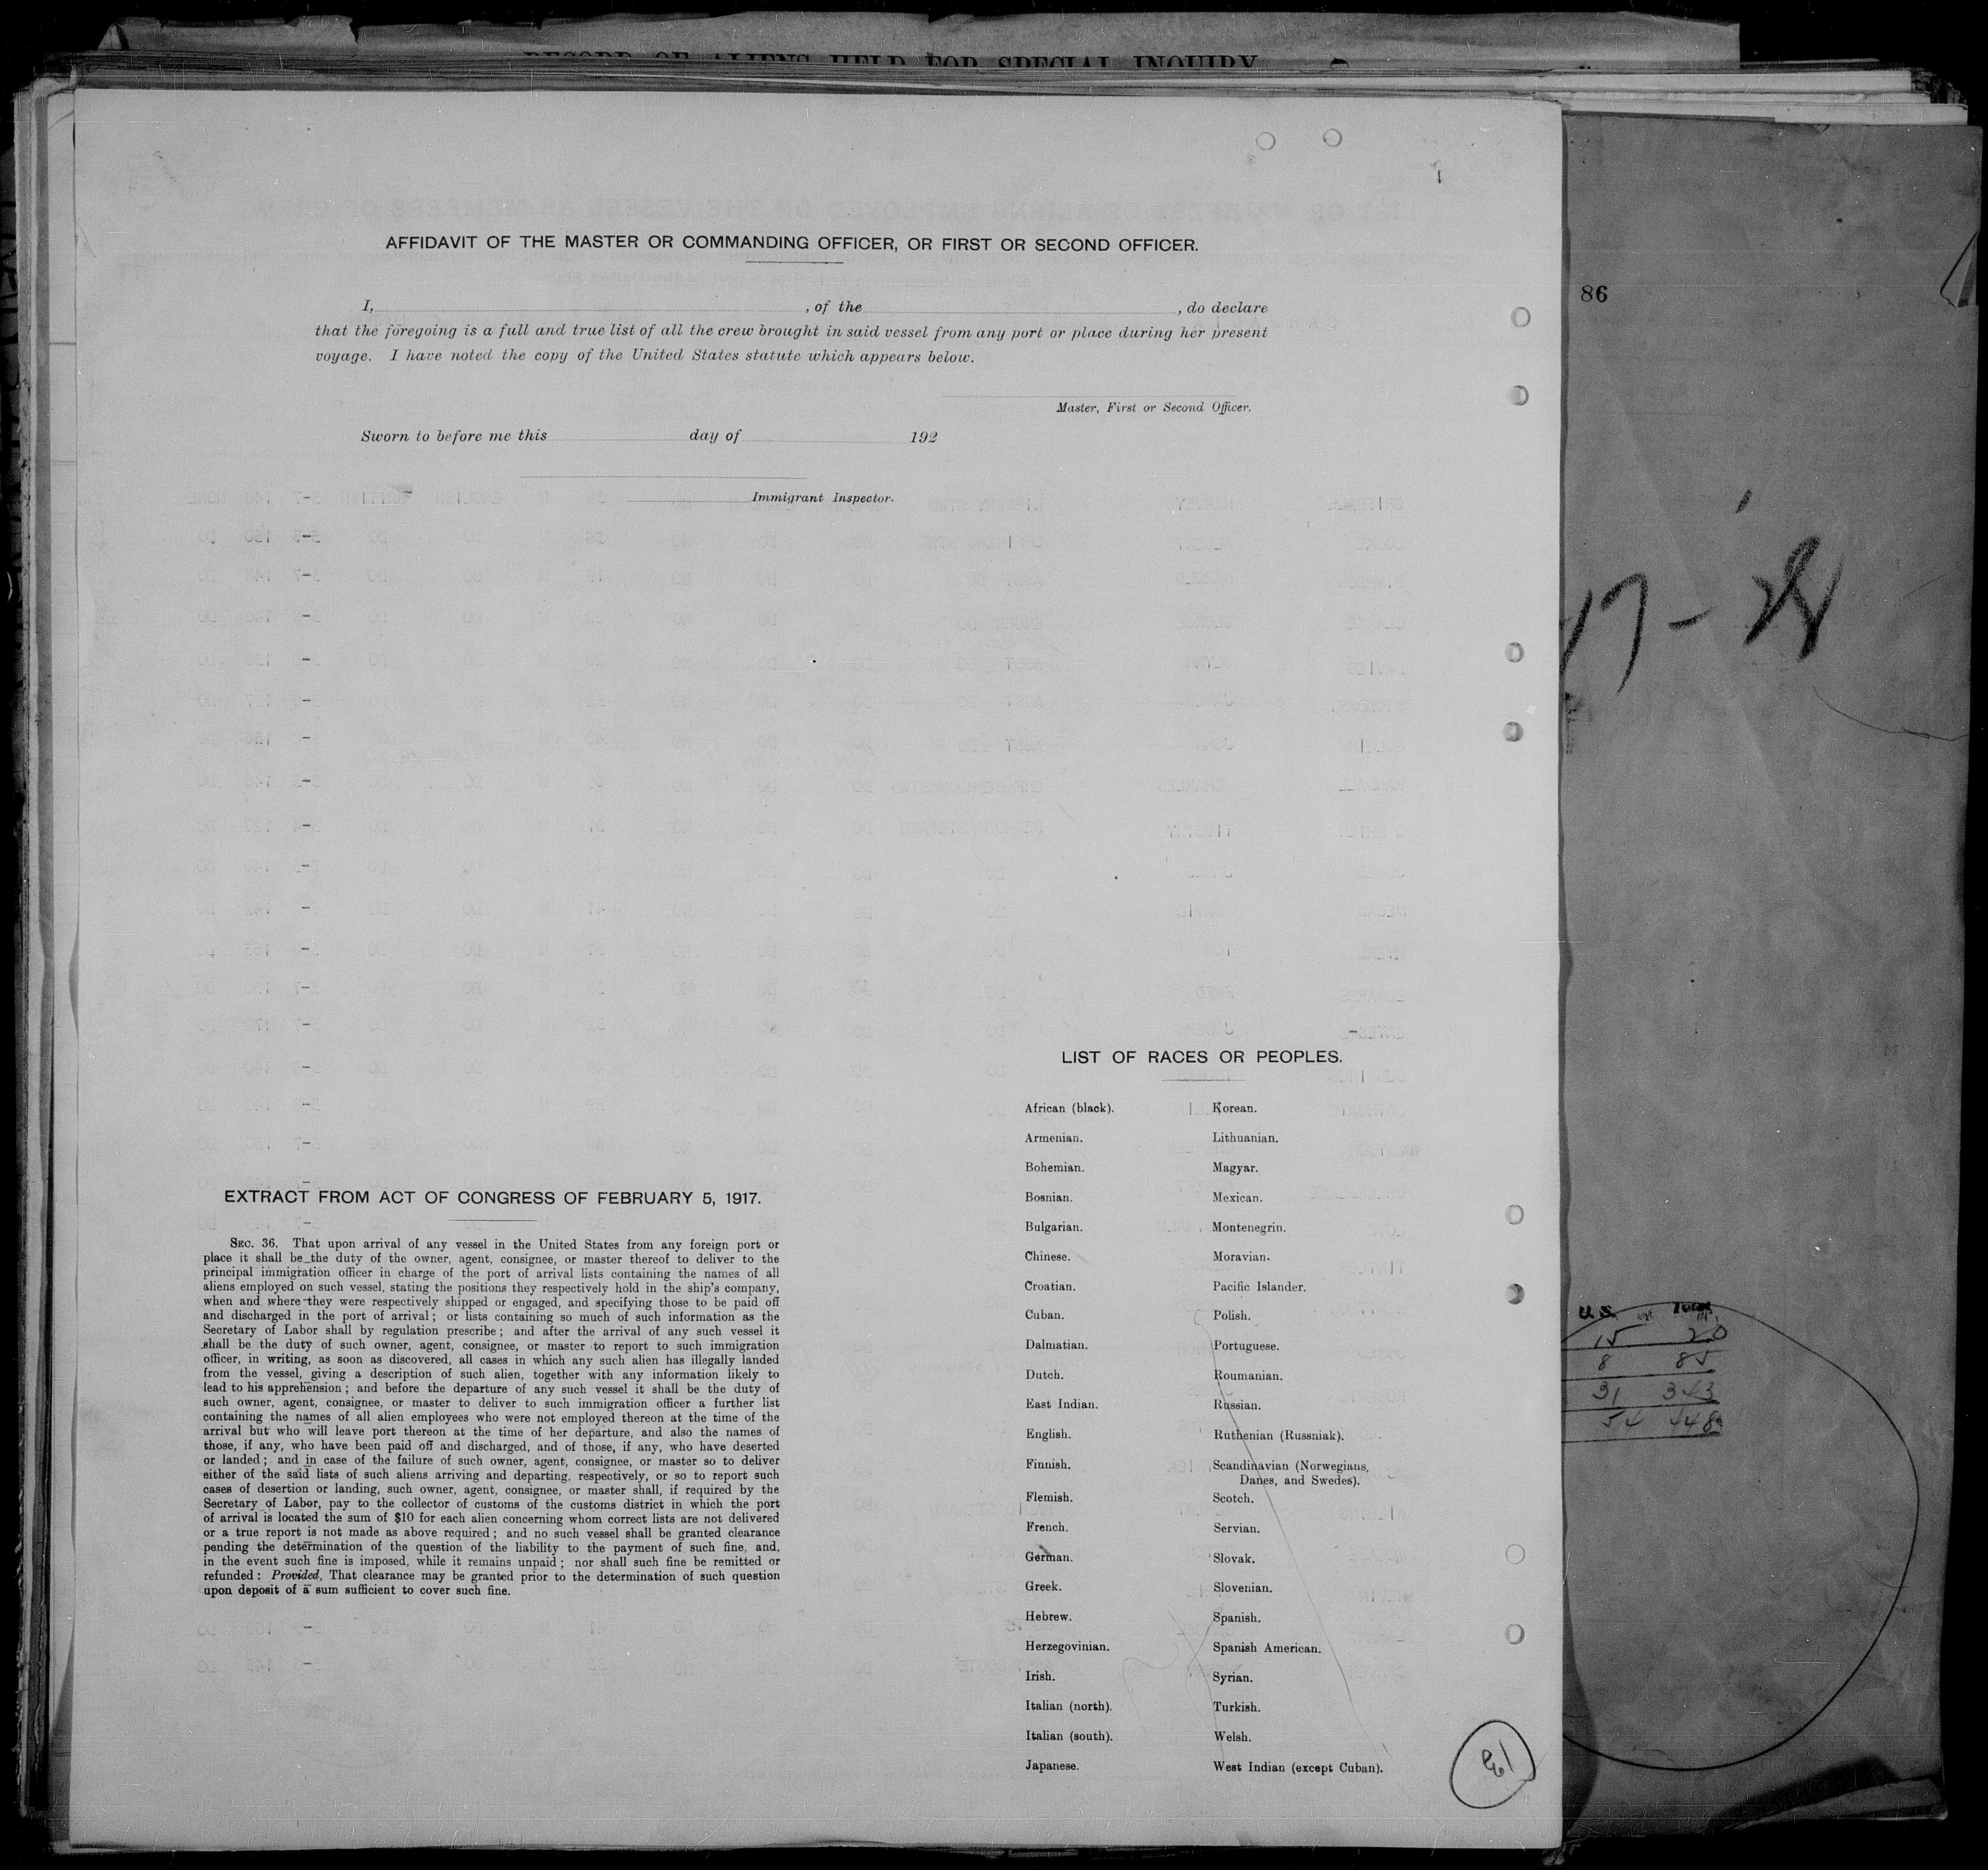 RECORD OF ALIENS HELD FOR SPECIAL INQUIRY
AFFIDAVIT OF THE MASTER OR COMMANDING OFFICER, OR FIRST OR SECOND OFFICER.
I, , of the , do declare
that the foregoing is a full and true list of all the crew brought in said vessel from any port or place during her present
voyage. I have noted the copy of the United States statute which appears below.
Master, First or Second Officer.
Sworn to before me this day of 192
Immigrant Inspector.
EXTRACT FROM ACT OF CONGRESS OF FEBRUARY 5, 1917.
SEC. 36. That upon arrival of any vessel in the United States from any foreign port or
place it shall be the duty of the owner, agent, consignee, or master thereof to deliver to the
principal immigration officer in charge of the port of arrival lists containing the names of all
aliens employed on such vessel, stating the positions they respectively hold in the ship's company,
when and where they were respectively shipped or engaged, and specifying those to be paid off
and discharged in the port of arrival; or lists containing so much of such information as the
Secretary of Labor shall by regulation prescribe; and after the arrival of any such vessel it
shall be the duty of such owner, agent, consignee, or master to report to such immigration
officer, in writing, as soon as discovered, all cases in which any such alien has illegally landed
from the vessel, giving a description of such alien, together with any information likely to
lead to his apprehension; and before the departure of any such vessel it shall be the duty of
such owner, agent, consignee, or master to deliver to such immigration officer a further list
containing the names of all alien employees who were not employed thereon at the time of the
arrival but who will leave port thereon at the time of her departure, and also the names of
those, if any, who have been paid off and discharged, and of those, if any, who have deserted
or landed; and in case of the failure of such owner, agent, consignee, or master so to deliver
either of the said lists of such aliens arriving and departing, respectively, or so to report such
cases of desertion or landing, such owner, agent, consignee, or master shall, if required by the
Secretary of Labor, pay to the collector of customs of the customs district in which the port
of arrival is located the sum of $10 for each alien concerning whom correct lists are not delivered
or a true report is not made as above required; and no such vessel shall be granted clearance
pending the determination of the question of the liability to the payment of such fine, and,
in the event such fine is imposed, while it remains unpaid; nor shall such fine be remitted or
refunded: Provided, That clearance may be granted prior to the determination of such question
upon deposit of a sum sufficient to cover such fine.
LIST OF RACES OR PEOPLES.
African (black).
Armenian.
Bohemian.
Bosnian.
Bulgarian.
Chinese.
Croatian.
Cuban.
Dalmatian.
Dutch.
East Indian.
English.
Finnish.
Flemish.
French.
German.
Greek.
Hebrew.
Herzegovinian.
Irish.
Italian (north).
Italian (south).
Japanese.
Korean.
Lithuanian.
Magyar.
Mexican.
Montenegrin.
Moravian.
Pacific Islander.
Polish.
Portuguese.
Roumanian.
Russian.
Ruthenian (Russniak).
Scandinavian (Norwegians,
Danes, and Swedes).
Scotch.
Servian.
Slovak.
Slovenian.
Spanish.
Spanish American.
Syrian.
Turkish.
Welsh.
West Indian (except Cuban).
86
U.S. Total
15 20
8 85
31 343
54 448